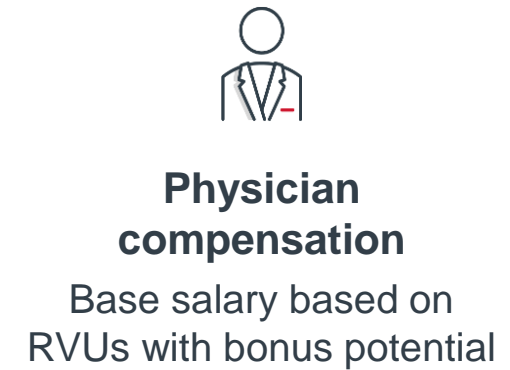 Physician
compensation
Base salary based on
RVUs with bonus potential